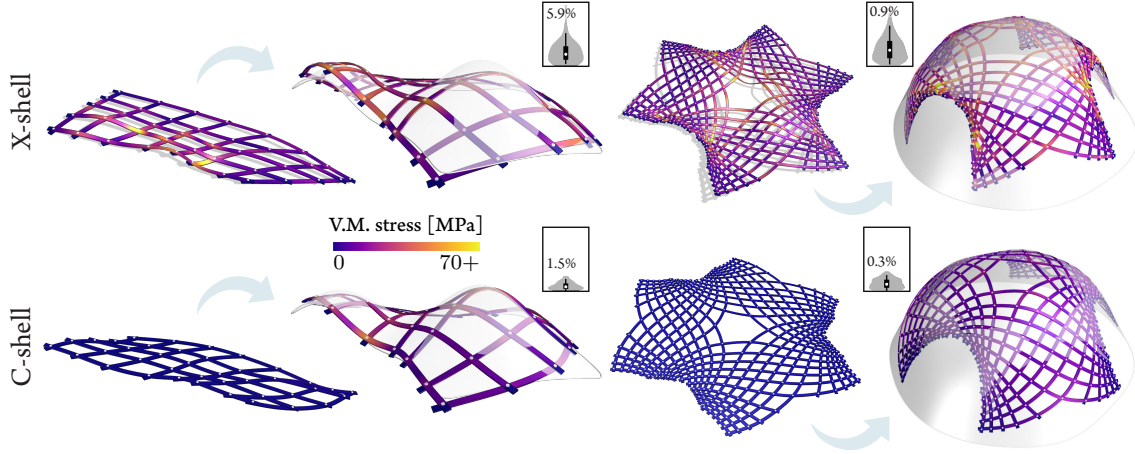 X-shell
5.9%
0.9%
V.M. stress [MPa]
0 70+
C-shell
1.5%
0.3%